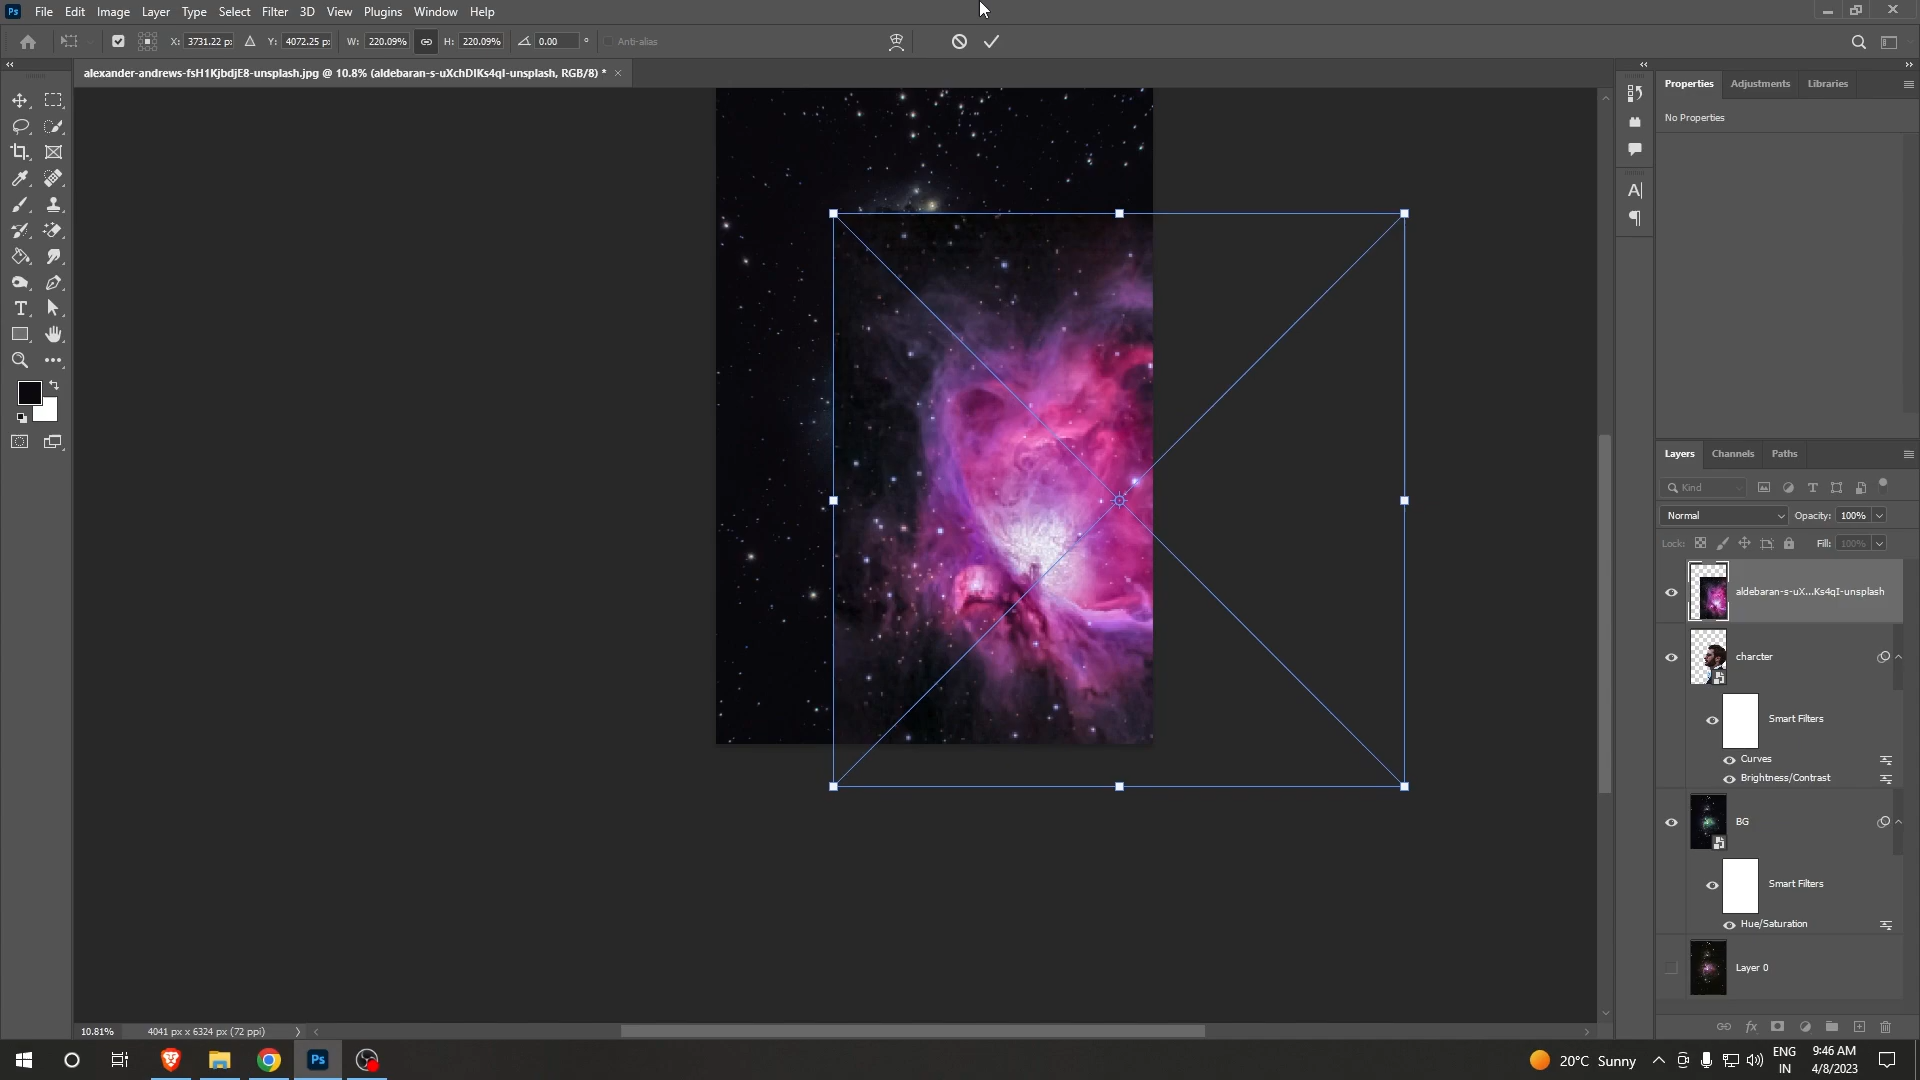 Ps File Edit Image Layer Type Select Filter 3D View Plugins Window Help
X: 3731.22 p: Y: 4072.25 p: W: 220.09% H: 220.09% 0.00 ° Anti-alias
alexander-andrews-fsH1KjbdjE8-unsplash.jpg @ 10.8% (aldebaran-s-uXchDIKs4qI-unsplash, RGB/8) * ×
Properties Adjustments Libraries
No Properties
Layers Channels Paths
Kind
Normal Opacity: 100%
Lock: Fill: 100%
aldebaran-s-uX...Ks4qI-unsplash
charcter
Smart Filters
Curves
Brightness/Contrast
BG
Smart Filters
Hue/Saturation
Layer 0
10.81% 4041 px x 6324 px (72 ppi)
fx
Ps 20°C Sunny ENG 9:46 AM
IN 4/8/2023